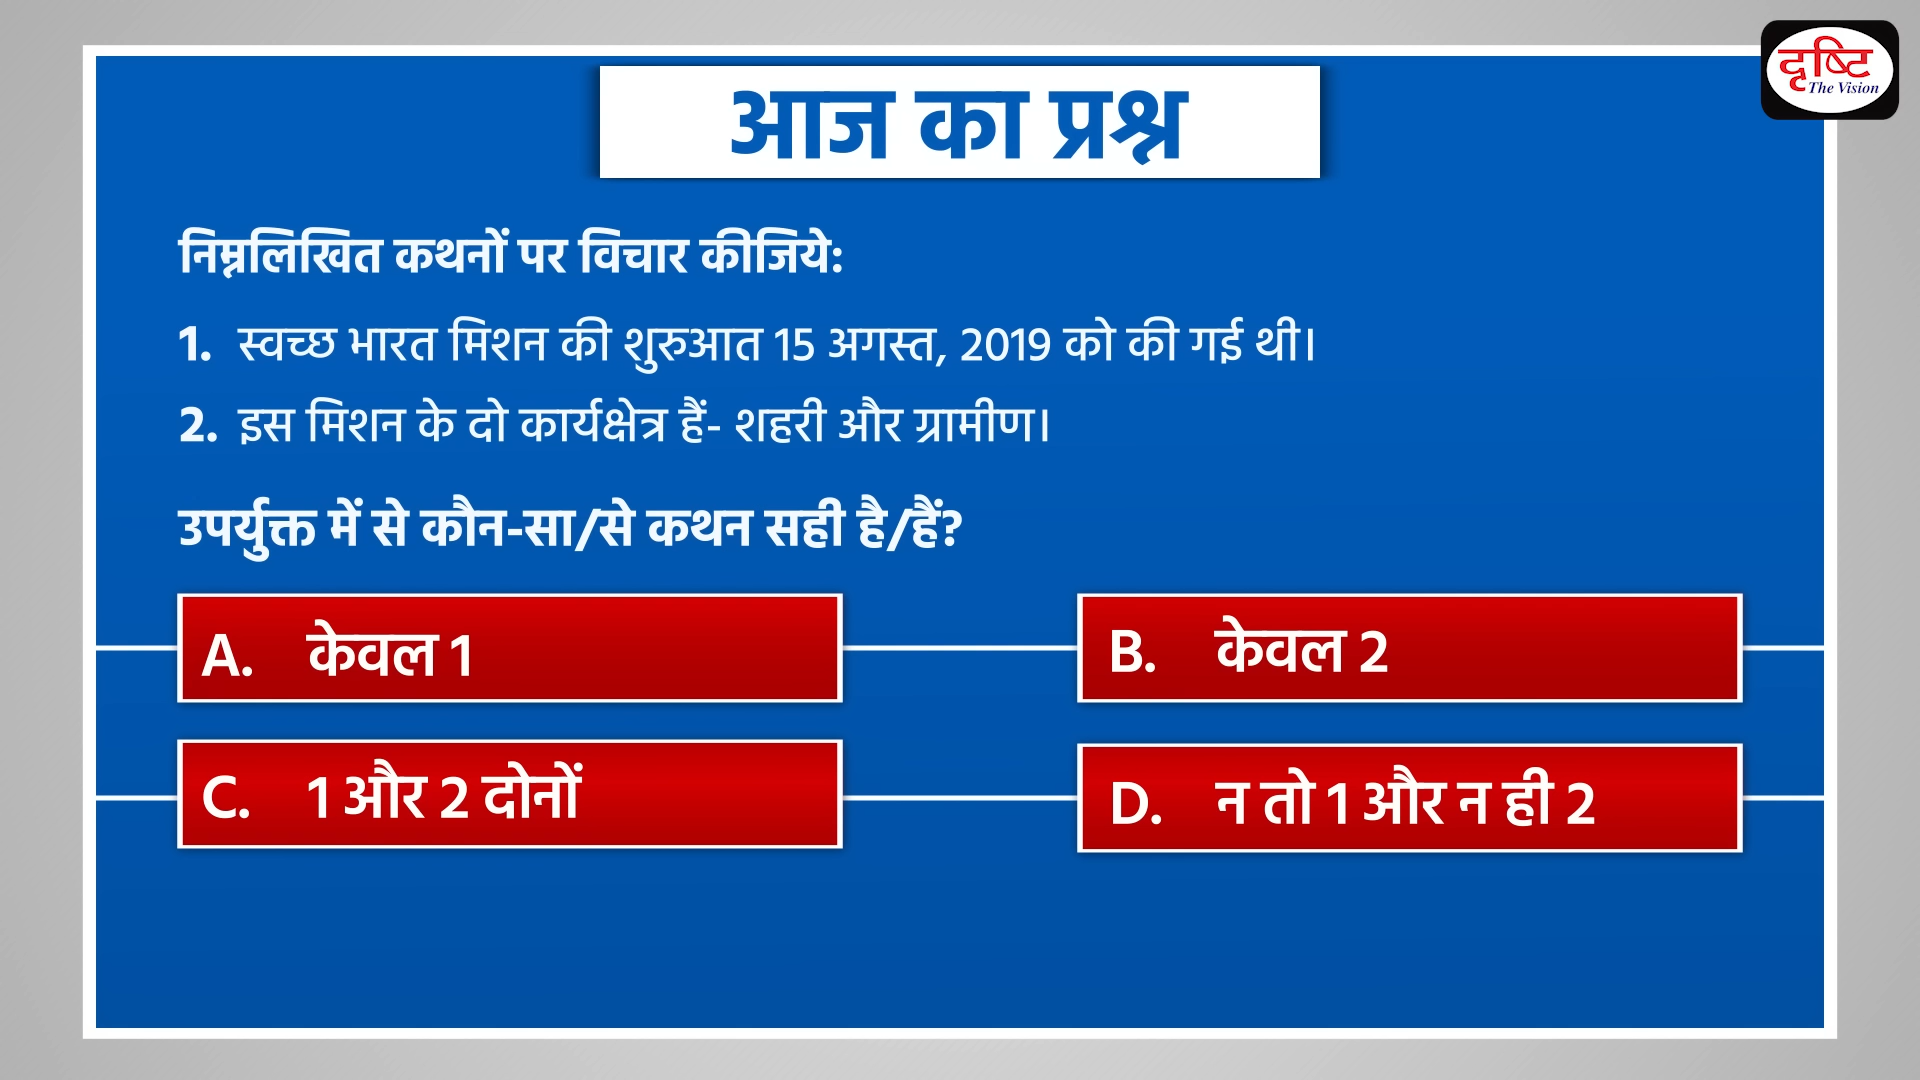 दृष्टि
The Vision
आज का प्रश्न
निम्नलिखित कथनों पर विचार कीजिये:
1. स्वच्छ भारत मिशन की शुरुआत 15 अगस्त, 2019 को की गई थी।
2. इस मिशन के दो कार्यक्षेत्र हैं- शहरी और ग्रामीण।
उपर्युक्त में से कौन-सा/से कथन सही है/हैं?
A. केवल 1
B. केवल 2
C. 1 और 2 दोनों
D. न तो 1 और न ही 2